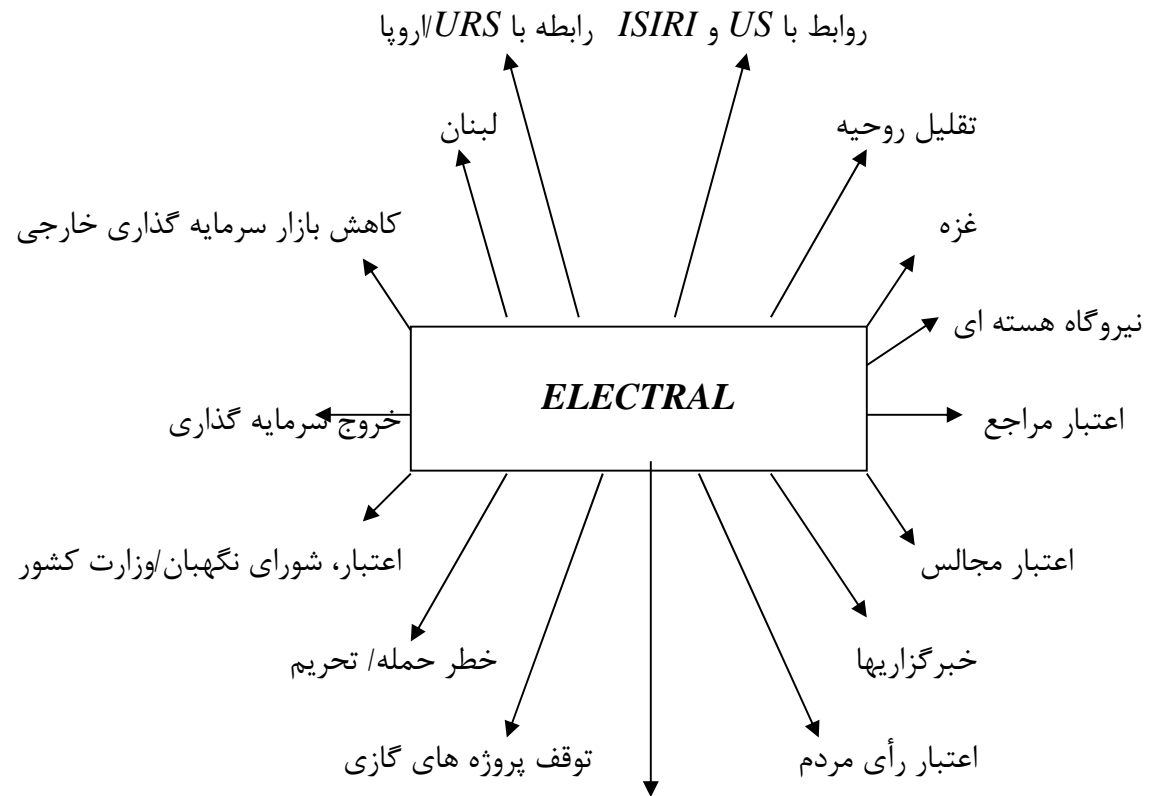 روابط با US و ISIRI رابطه با URS/اروپا
تقلیل روحیه
لبنان
غزه
کاهش بازار سرمایه گذاری خارجی
نیروگاه هسته ای
ELECTRAL
اعتبار مراجع
خروج سرمایه گذاری
اعتبار مجالس
اعتبار، شورای نگهبان/وزارت کشور
خبرگزاریها
خطر حمله/ تحریم
اعتبار رأی مردم
توقف پروژه های گازی